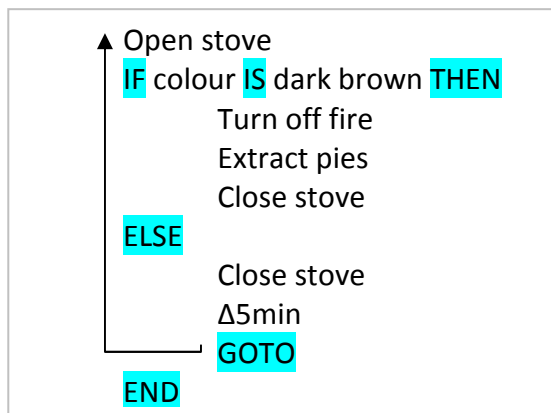 Open stove
IF colour IS dark brown THEN
Turn off fire
Extract pies
Close stove
ELSE
Close stove
Δ5min
GOTO
END